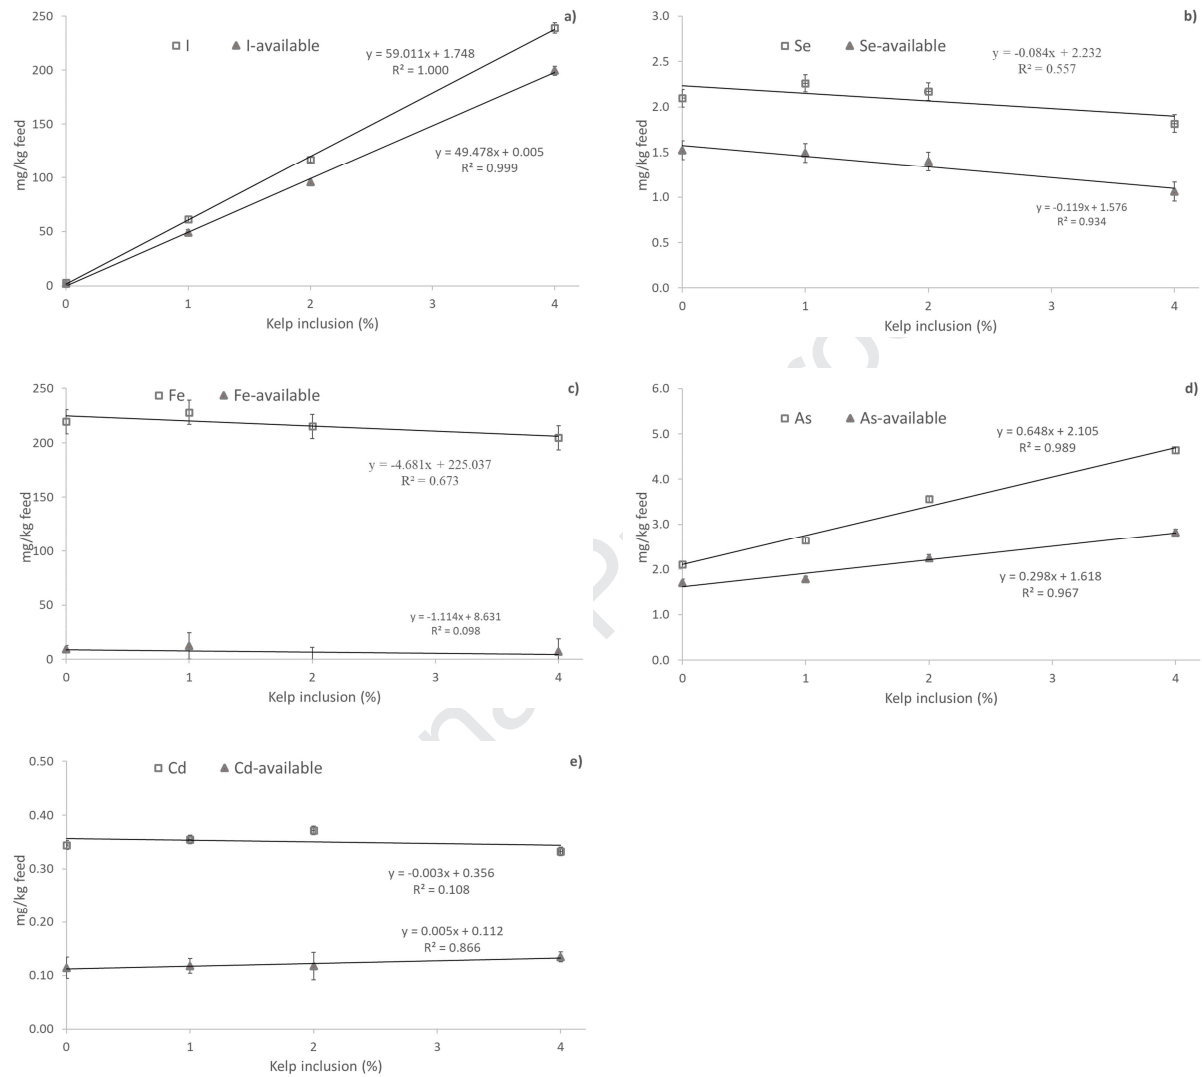 a)
I I-available
250
200
150
100
50
0
mg/kg feed
y = 59.011x + 1.748
R² = 1.000
y = 49.478x + 0.005
R² = 0.999
0 1 2 3 4
Kelp inclusion (%)
b)
Se Se-available
3.0
2.5
2.0
1.5
1.0
0.5
0.0
mg/kg feed
y = -0.084x + 2.232
R² = 0.557
y = -0.119x + 1.576
R² = 0.934
0 1 2 3 4
Kelp inclusion (%)
c)
Fe Fe-available
250
200
150
100
50
0
mg/kg feed
y = -4.681x + 225.037
R² = 0.673
y = -1.114x + 8.631
R² = 0.098
0 1 2 3 4
Kelp inclusion (%)
d)
As As-available
6.0
5.0
4.0
3.0
2.0
1.0
0.0
mg/kg feed
y = 0.648x + 2.105
R² = 0.989
y = 0.298x + 1.618
R² = 0.967
0 1 2 3 4
Kelp inclusion (%)
e)
Cd Cd-available
0.50
0.40
0.30
0.20
0.10
0.00
mg/kg feed
y = -0.003x + 0.356
R² = 0.108
y = 0.005x + 0.112
R² = 0.866
0 1 2 3 4
Kelp inclusion (%)